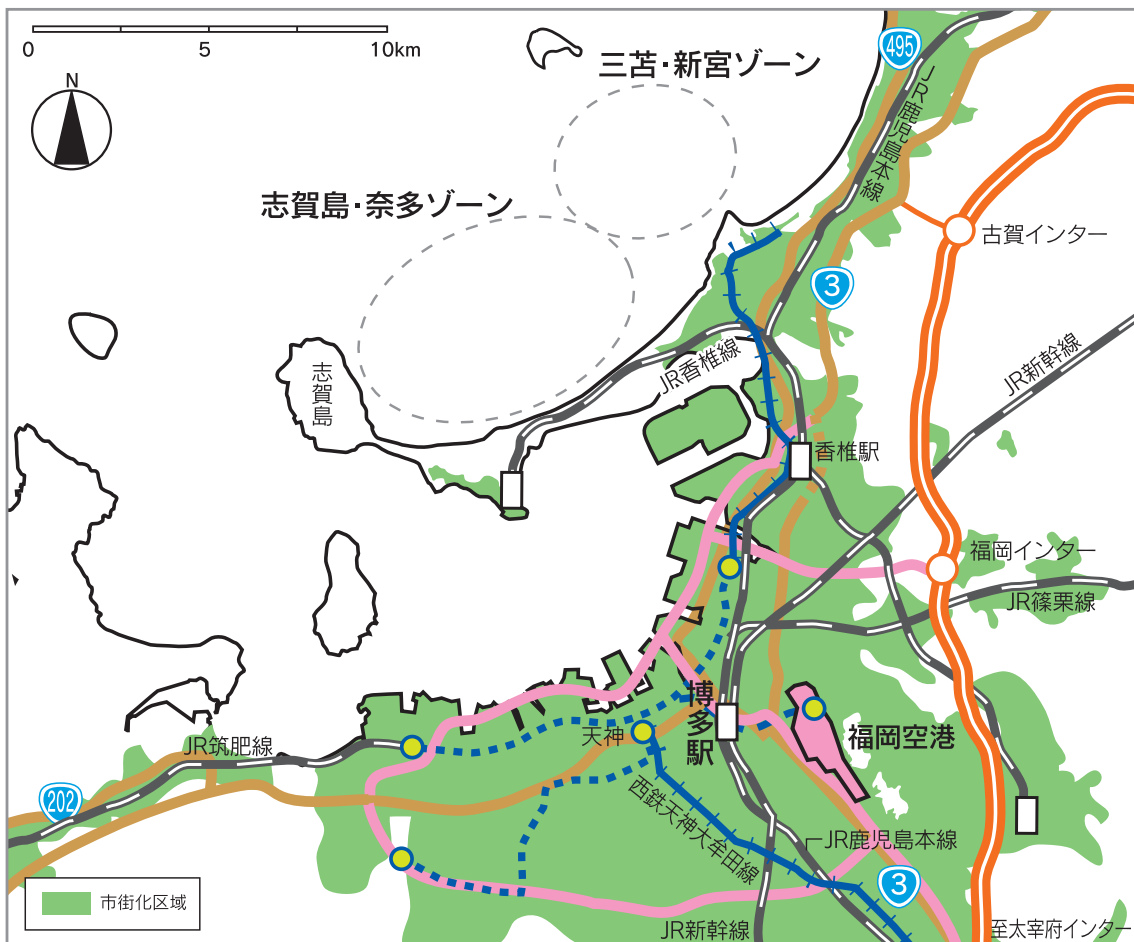 0
5
10km
N
三苫・新宮ゾーン
495
JR鹿児島本線
志賀島・奈多ゾーン
古賀インター
3
JR新幹線
志賀島
JR香椎線
香椎駅
福岡インター
JR篠栗線
博多駅
天神
福岡空港
JR筑肥線
202
西鉄天神大牟田線
JR鹿児島本線
3
市街化区域
JR新幹線
至太宰府インター